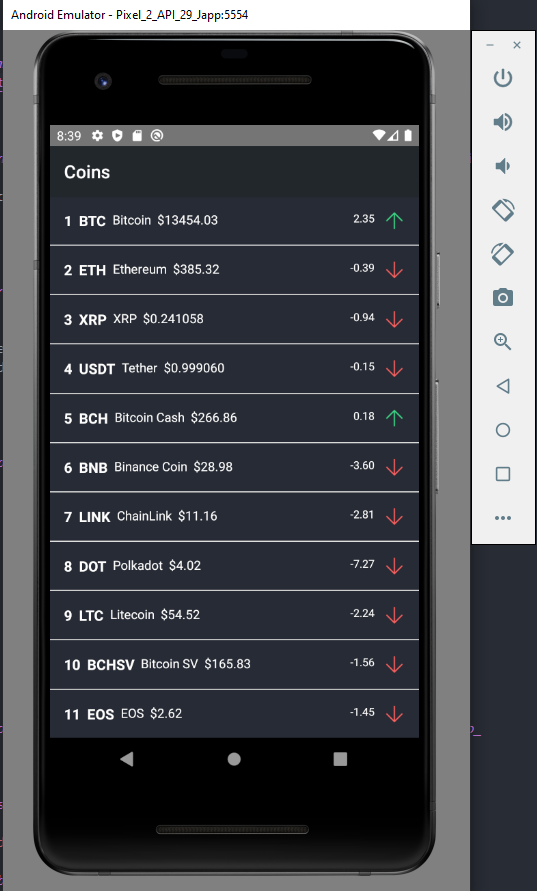 Android Emulator - Pixel_2_API_29_Japp:5554
8:39
Coins
1 BTC Bitcoin $13454.03 2.35
2 ETH Ethereum $385.32 -0.39
3 XRP XRP $0.241058 -0.94
4 USDT Tether $0.999060 -0.15
5 BCH Bitcoin Cash $266.86 0.18
6 BNB Binance Coin $28.98 -3.60
7 LINK ChainLink $11.16 -2.81
8 DOT Polkadot $4.02 -7.27
9 LTC Litecoin $54.52 -2.24
10 BCHSV Bitcoin SV $165.83 -1.56
11 EOS EOS $2.62 -1.45